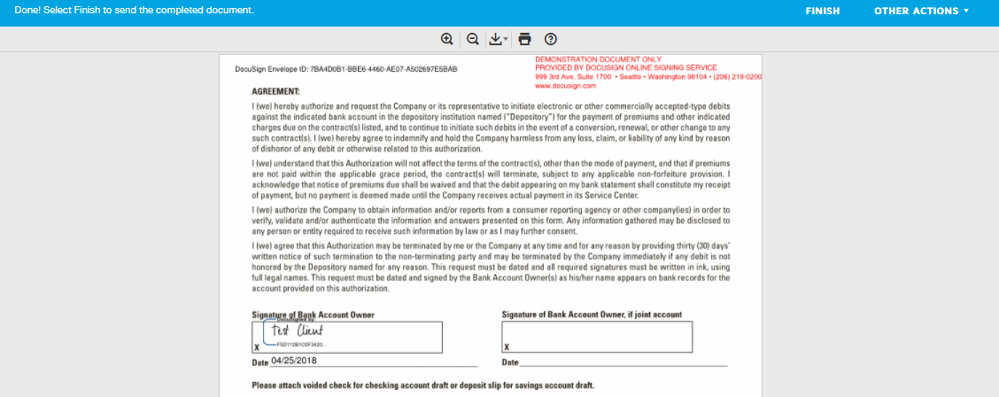 Done! Select Finish to send the completed document.
FINISH
OTHER ACTIONS
DocuSign Envelope ID: 7BA4D0B1-BBE6-4460-AE07-A502697E5BAB
DEMONSTRATION DOCUMENT ONLY
PROVIDED BY DOCUSIGN ONLINE SIGNING SERVICE
999 3rd Ave, Suite 1700 • Seattle • Washington 98104 • (206) 219-0200
www.docusign.com
AGREEMENT:
I (we) hereby authorize and request the Company or its representative to initiate electronic or other commercially accepted-type debits
against the indicated bank account in the depository institution named ("Depository") for the payment of premiums and other indicated
charges due on the contract(s) listed, and to continue to initiate such debits in the event of a conversion, renewal, or other change to any
such contract(s). I (we) hereby agree to indemnify and hold the Company harmless from any loss, claim, or liability of any kind by reason
of dishonor of any debit or otherwise related to this authorization.
I (we) understand that this Authorization will not affect the terms of the contract(s), other than the mode of payment, and that if premiums
are not paid within the applicable grace period, the contract(s) will terminate, subject to any applicable non-forfeiture provision. I
acknowledge that notice of premiums due shall be waived and that the debit appearing on my bank statement shall constitute my receipt
of payment, but no payment is deemed made until the Company receives actual payment in its Service Center.
I (we) authorize the Company to obtain information and/or reports from a consumer reporting agency or other company(ies) in order to
verify, validate and/or authenticate the information and answers presented on this form. Any information gathered may be disclosed to
any person or entity required to receive such information by law or as I may further consent.
I (we) agree that this Authorization may be terminated by me or the Company at any time and for any reason by providing thirty (30) days'
written notice of such termination to the non-terminating party and may be terminated by the Company immediately if any debit is not
honored by the Depository named for any reason. This request must be dated and all required signatures must be written in ink, using
full legal names. This request must be dated and signed by the Bank Account Owner(s) as his/her name appears on bank records for the
account provided on this authorization.
Signature of Bank Account Owner
DocuSigned by:
Test Client
X
F5D112B1C0F3420...
Date 04/25/2018
Signature of Bank Account Owner, if joint account
X
Date
Please attach voided check for checking account draft or deposit slip for savings account draft.